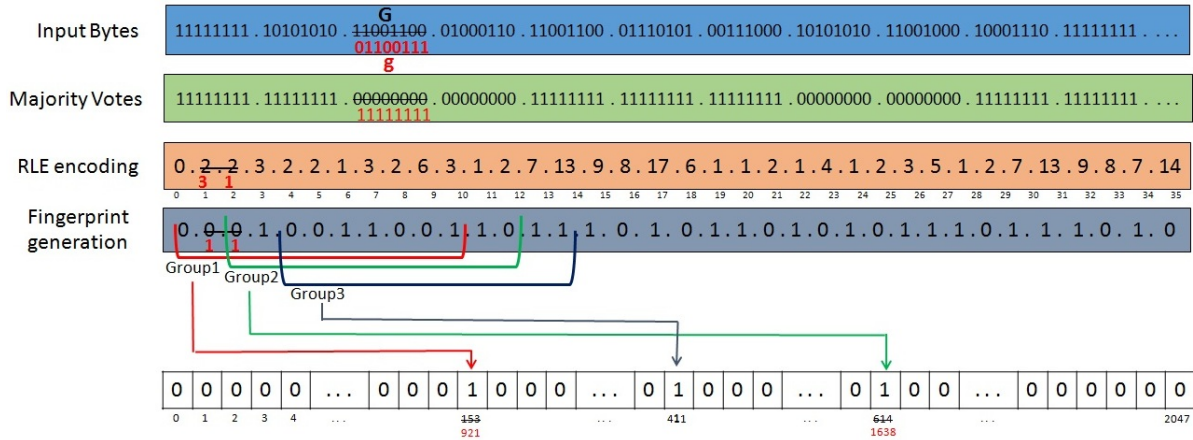 G
Input Bytes 11111111 . 10101010 . 11001100 . 01000110 . 11001100 . 01110101 . 00111000 . 10101010 . 11001000 . 10001110 . 11111111 . ....
01100111
g
Majority Votes 11111111 . 11111111 . 00000000 . 00000000 . 11111111 . 11111111 . 11111111 . 00000000 . 00000000 . 11111111 . 11111111 . ....
11111111
RLE encoding 0.2.2.3.2.2.1.3.2.6.3.1.2.7.13.9.8.17.6.1.1.2.1.4.1.2.3.5.1.2.7.13.9.8.7.14
3 1
0 1 2 3 4 5 6 7 8 9 10 11 12 13 14 15 16 17 18 19 20 21 22 23 24 25 26 27 28 29 30 31 32 33 34 35
Fingerprint
generation
0.0.0.1.0.0.1.1.0.0.1.1.0.1.1.1.0.1.0.1.1.0.1.0.1.0.1.1.1.0.1.1.1.0.1.0
1 1
Group1
Group2
Group3
0 0 0 0 0 ... 0 0 0 1 0 0 0 ... 0 1 0 0 0 ... 0 1 0 0 ... 0 0 0 0 0 0
0 1 2 3 4 ... 153 ... 411 ... 614 ... 2047
921 1638